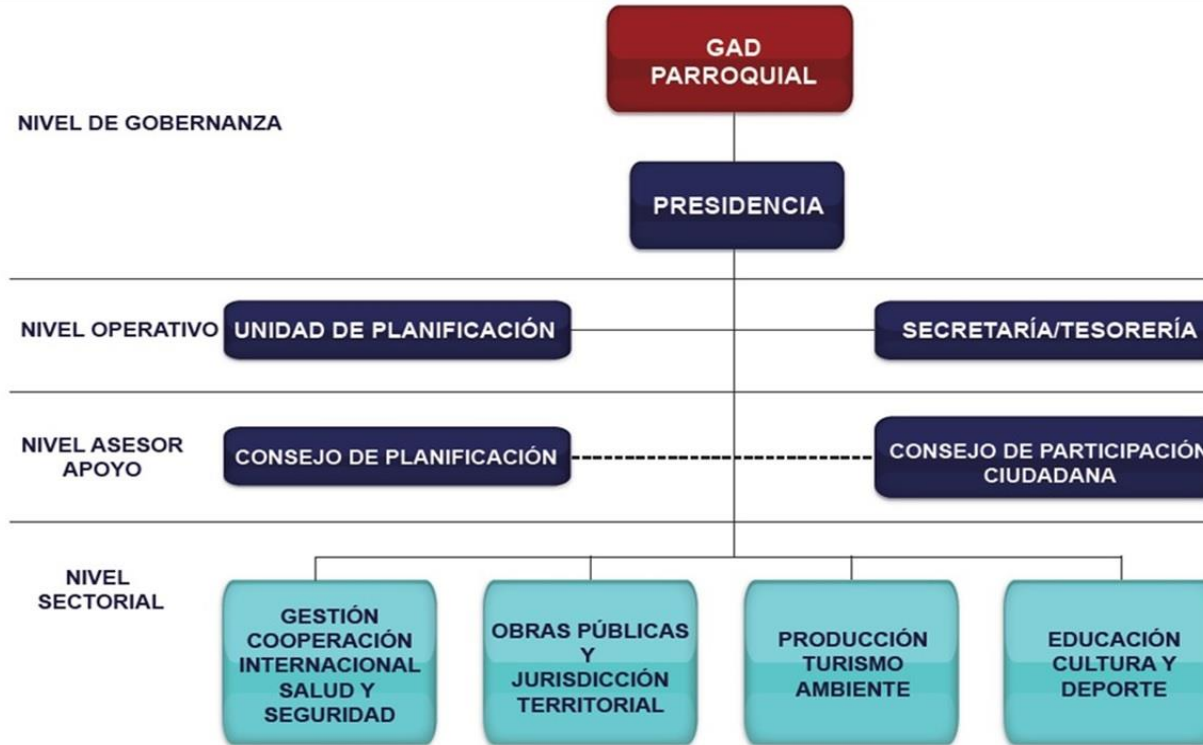 GAD
PARROQUIAL
NIVEL DE GOBERNANZA
PRESIDENCIA
NIVEL OPERATIVO
UNIDAD DE PLANIFICACIÓN
SECRETARÍA/TESORERÍA
NIVEL ASESOR
APOYO
CONSEJO DE PLANIFICACIÓN
CONSEJO DE PARTICIPACIÓN
CIUDADANA
NIVEL
SECTORIAL
GESTIÓN
COOPERACIÓN
INTERNACIONAL
SALUD Y
SEGURIDAD
OBRAS PÚBLICAS
Y
JURISDICCIÓN
TERRITORIAL
PRODUCCIÓN
TURISMO
AMBIENTE
EDUCACIÓN
CULTURA Y
DEPORTE